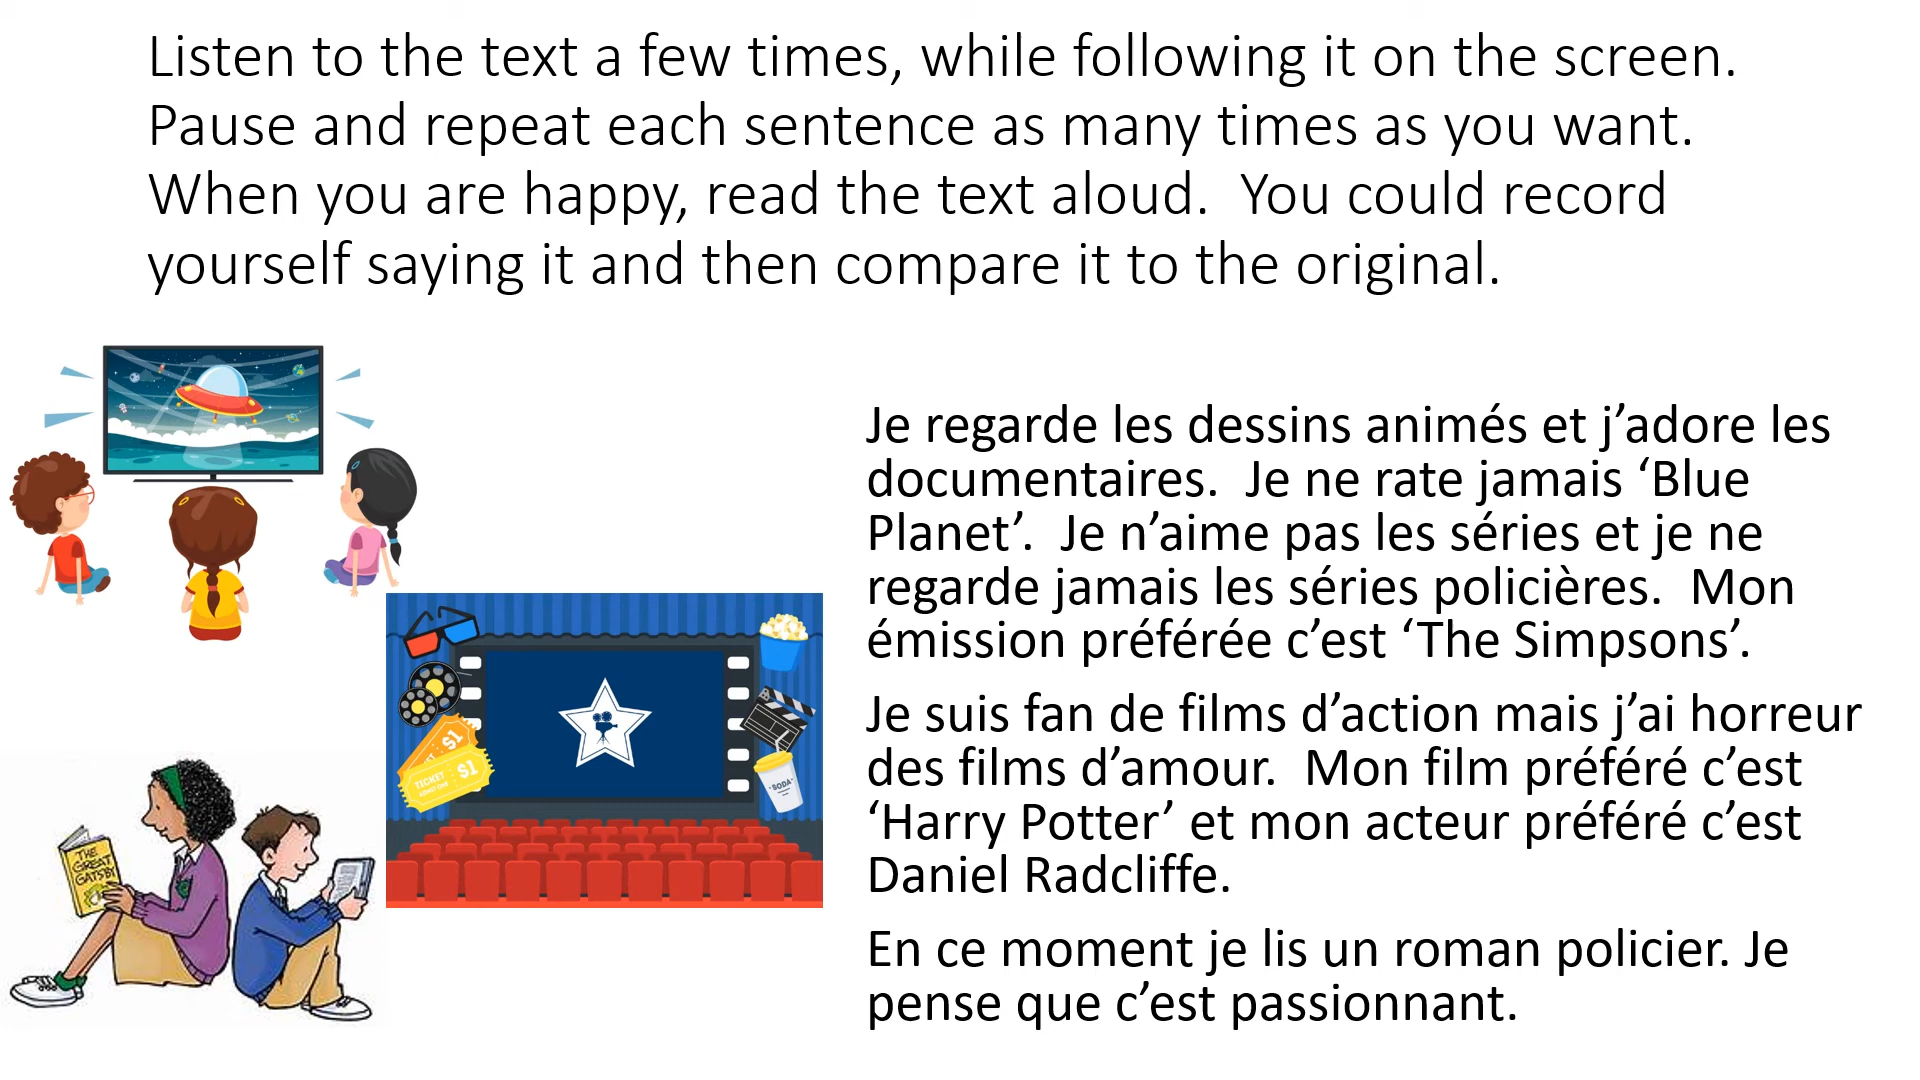 Listen to the text a few times, while following it on the screen.
Pause and repeat each sentence as many times as you want.
When you are happy, read the text aloud.  You could record
yourself saying it and then compare it to the original.
Je regarde les dessins animés et j’adore les
documentaires.  Je ne rate jamais ‘Blue
Planet’.  Je n’aime pas les séries et je ne
regarde jamais les séries policières.  Mon
émission préférée c’est ‘The Simpsons’.
Je suis fan de films d’action mais j’ai horreur
des films d’amour.  Mon film préféré c’est
‘Harry Potter’ et mon acteur préféré c’est
Daniel Radcliffe.
En ce moment je lis un roman policier. Je
pense que c’est passionnant.
$1
TICKET
$1
SODA
THE
GREAT
GATSBY